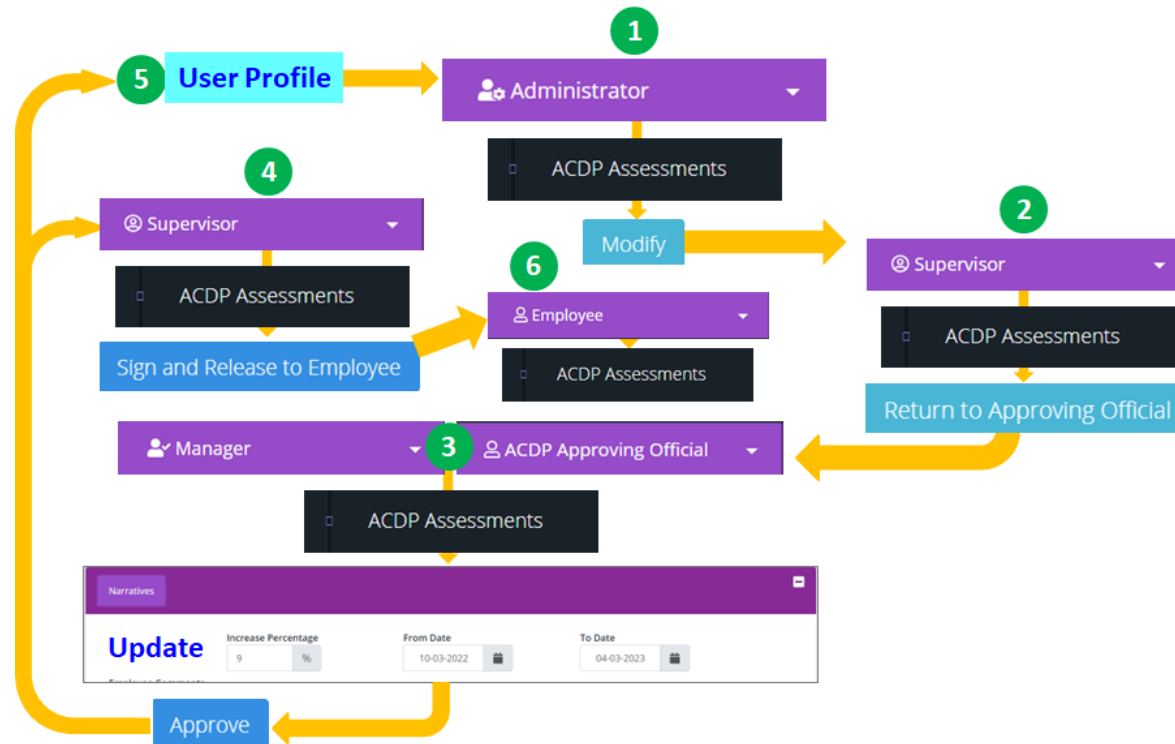 1
5
User Profile
Administrator
ACDP Assessments
4
2
Supervisor
Modify
Supervisor
6
ACDP Assessments
Employee
ACDP Assessments
Sign and Release to Employee
ACDP Assessments
Return to Approving Official
Manager
3
ACDP Approving Official
ACDP Assessments
Narratives
Update
Increase Percentage
From Date
To Date
9
%
10-03-2022
04-03-2023
Approve